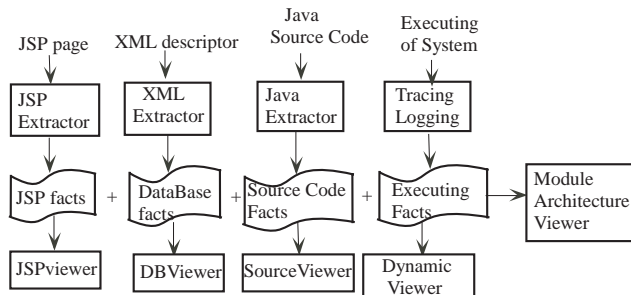 JSP page
XML descriptor
Java
Source Code
Executing
of System
JSP
Extractor
XML
Extractor
Java
Extractor
Tracing
Logging
JSP facts
+
DataBase
facts
+
Source Code
Facts
+
Executing
Facts
Module
Architecture
Viewer
JSPviewer
DBViewer
SourceViewer
Dynamic
Viewer